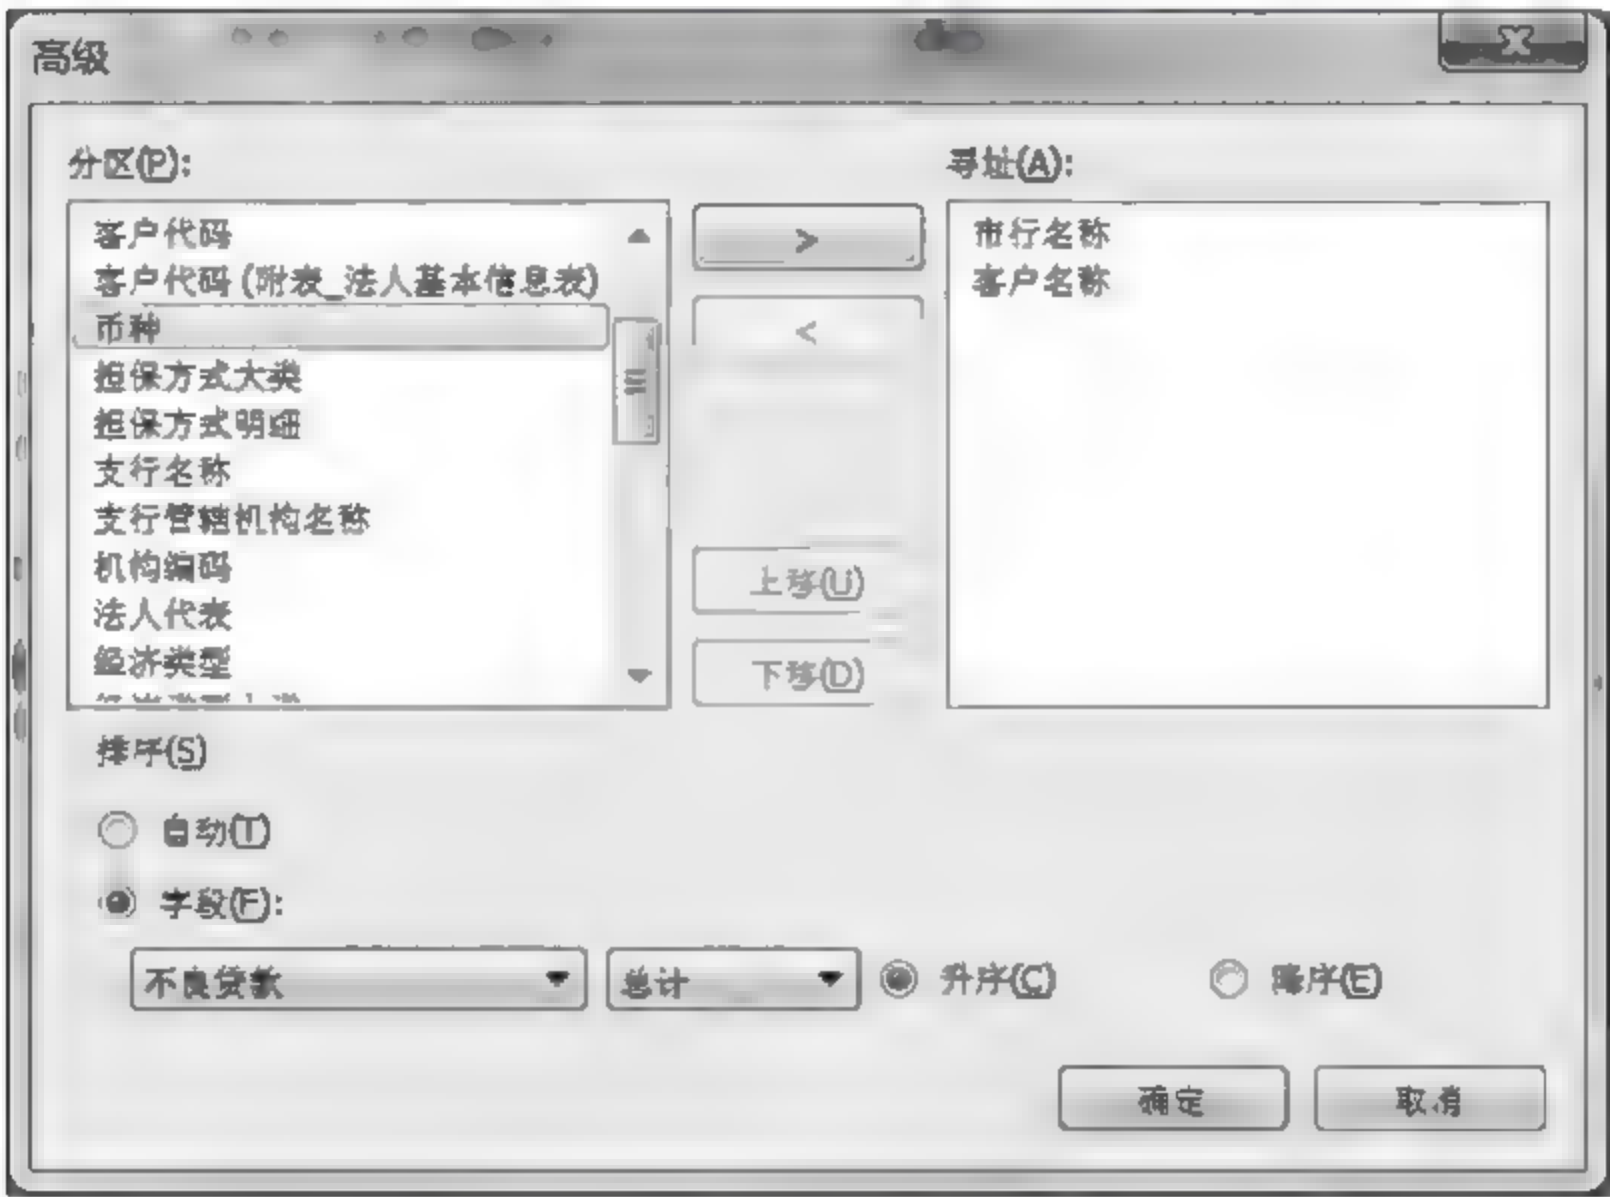 高级
分区(P):
客户代码
客户代码(附表_法人基本信息表)
币种
担保方式大类
担保方式明细
支行名称
支行管辖机构名称
机构编码
法人代表
经济类型
>
<
上移(U)
下移(D)
寻址(A):
市行名称
客户名称
排序(S)
自动(T)
字段(F):
不良贷款
总计
升序(C)
降序(E)
确定
取消